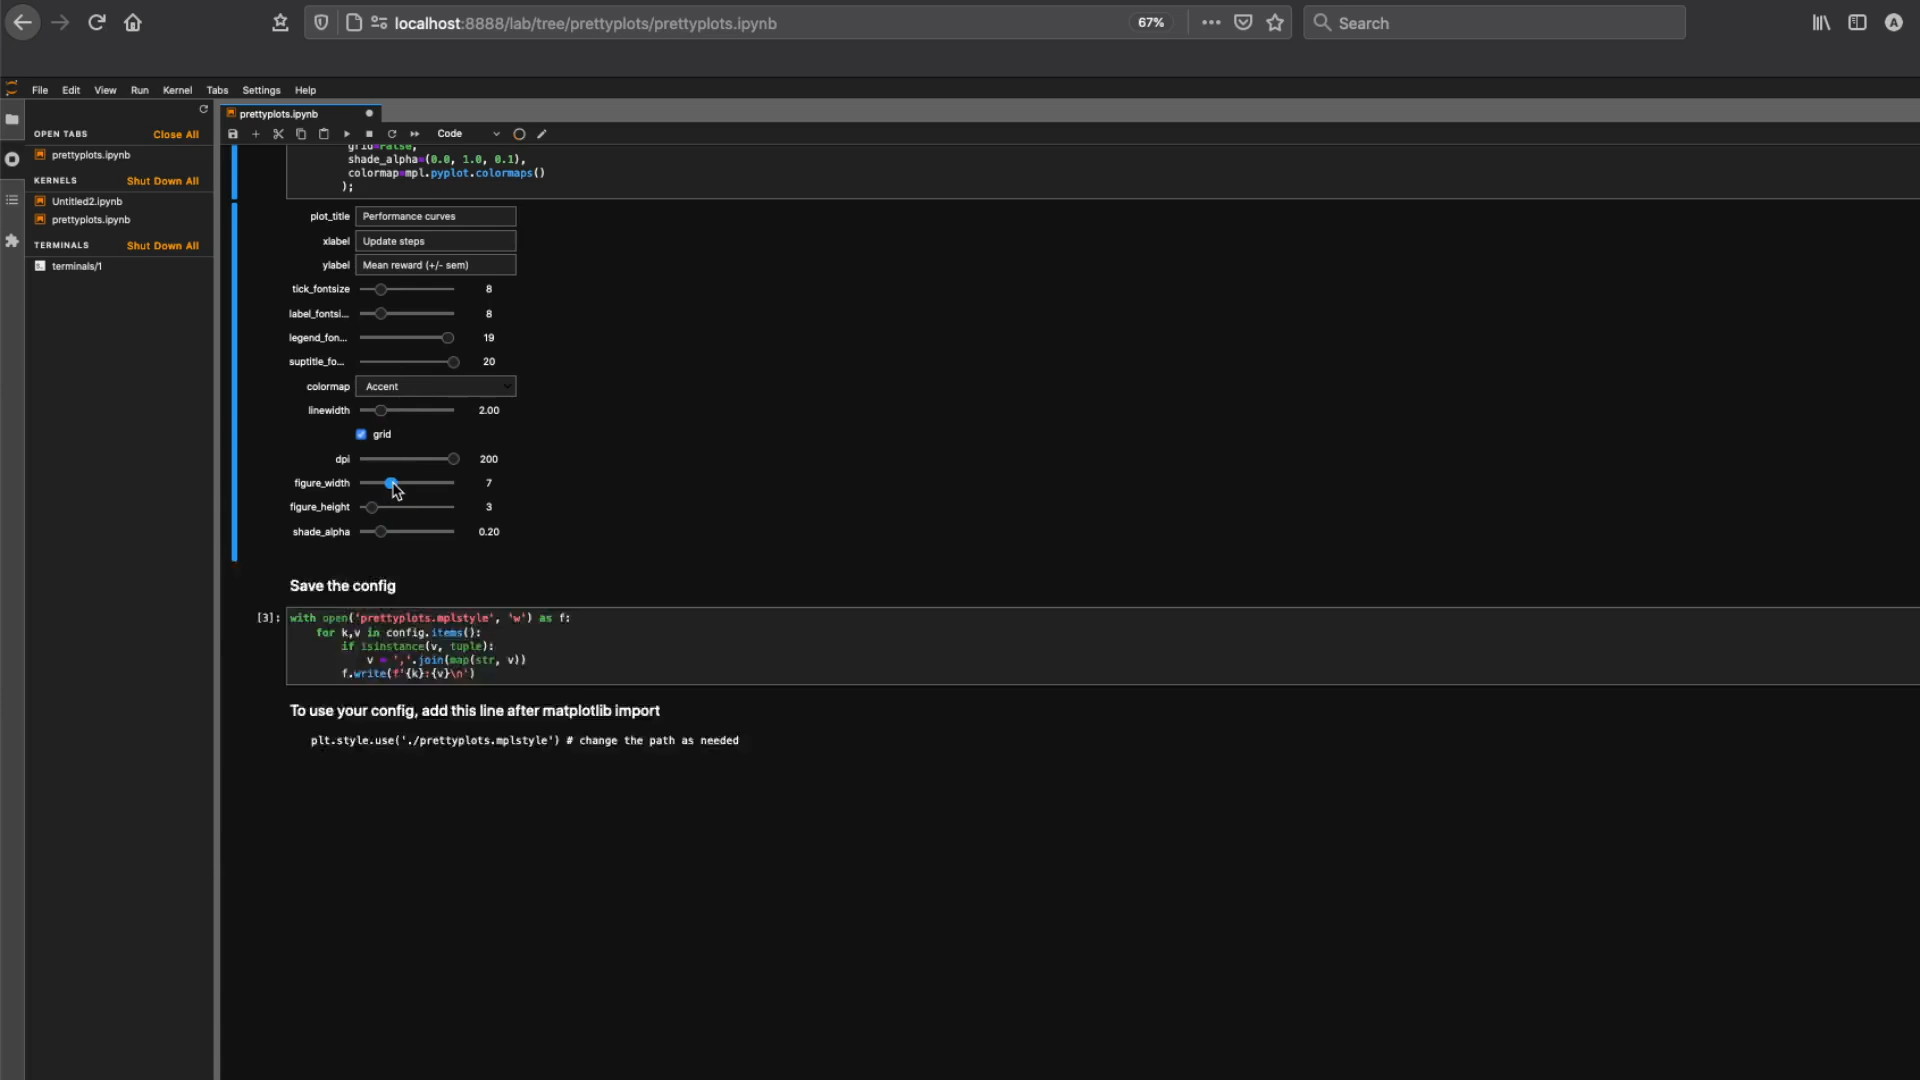 localhost:8888/lab/tree/prettyplots/prettyplots.ipynb
67%
Search
A
File Edit View Run Kernel Tabs Settings Help
OPEN TABS Close All
prettyplots.ipynb
KERNELS Shut Down All
Untitled2.ipynb
prettyplots.ipynb
TERMINALS Shut Down All
terminals/1
prettyplots.ipynb
Code
grid=False,
shade_alpha=(0.0, 1.0, 0.1),
colormap=mpl.pyplot.colormaps()
);
plot_title Performance curves
xlabel Update steps
ylabel Mean reward (+/- sem)
tick_fontsize 8
label_fontsi... 8
legend_fon... 19
suptitle_fo... 20
colormap Accent
linewidth 2.00
grid
dpi 200
figure_width 7
figure_height 3
shade_alpha 0.20
Save the config
[3]: with open('prettyplots.mplstyle', 'w') as f:
for k,v in config.items():
if isinstance(v, tuple):
v = ','.join(map(str, v))
f.write(f'{k}:{v}\n')
To use your config, add this line after matplotlib import
plt.style.use('./prettyplots.mplstyle') # change the path as needed